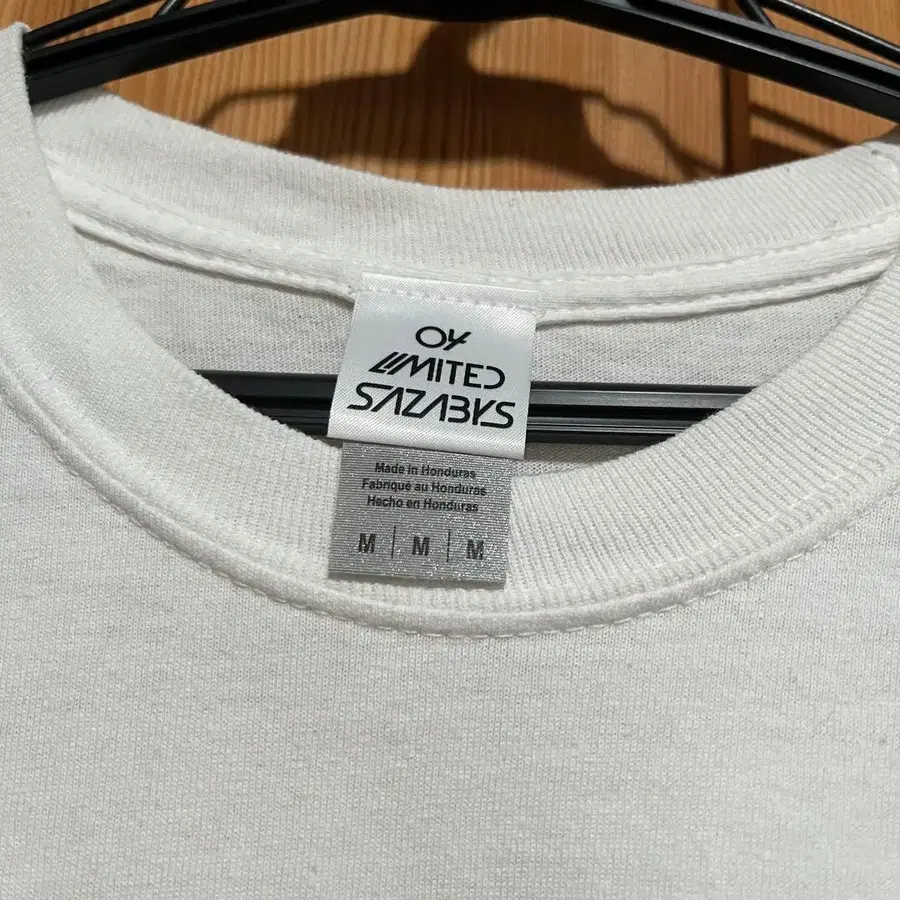 04
LIMITED
SAZABYS
Made in Honduras
Fabriqué au Honduras
Hecho en Honduras
M | M | M